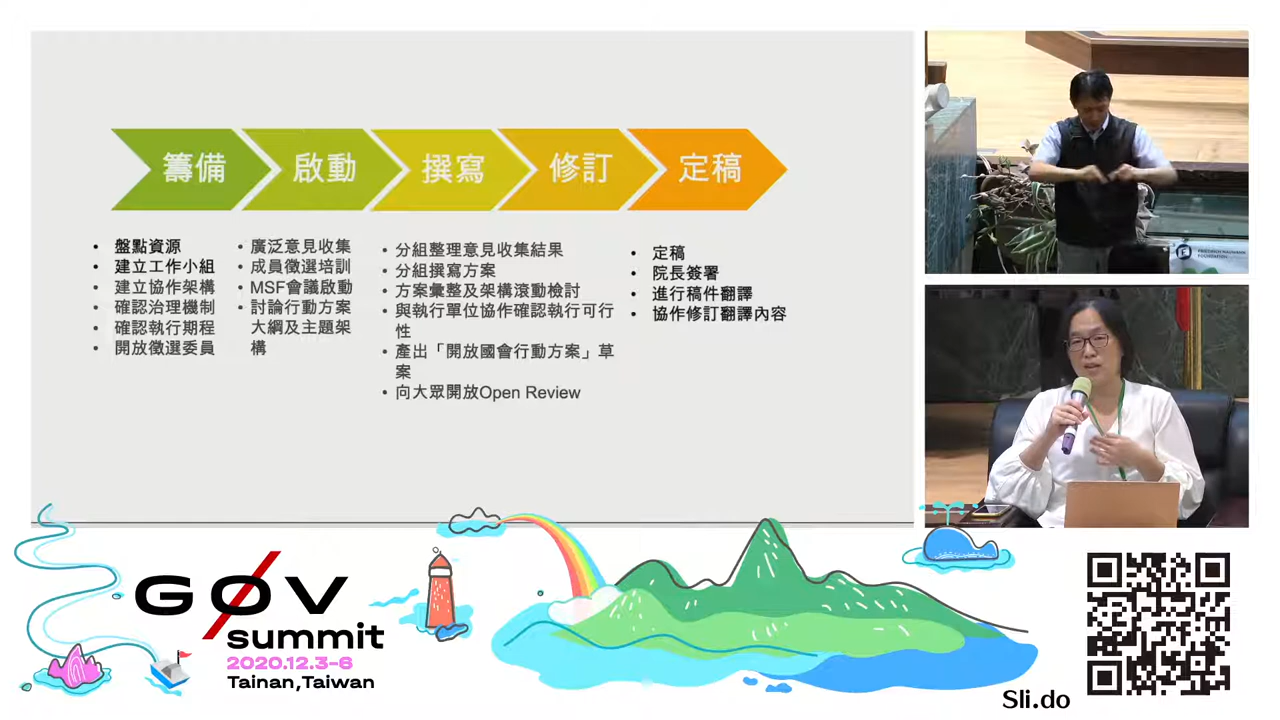 籌備
啟動
撰寫
修訂
定稿
• 盤點資源
• 建立工作小組
• 建立協作架構
• 確認治理機制
• 確認執行期程
• 開放徵選委員
• 廣泛意見收集
• 成員徵選培訓
• MSF會議啟動
• 討論行動方案
大綱及主題架
構
• 分組整理意見收集結果
• 分組撰寫方案
• 方案彙整及架構滾動檢討
• 與執行單位協作確認執行可行
性
• 產出「開放國會行動方案」草
案
• 向大眾開放Open Review
• 定稿
• 院長簽署
• 進行稿件翻譯
• 協作修訂翻譯內容
FRIEDRICH NAUMANN
FOUNDATION
GØV
summit
2020.12.3-6
Tainan,Taiwan
Sli.do